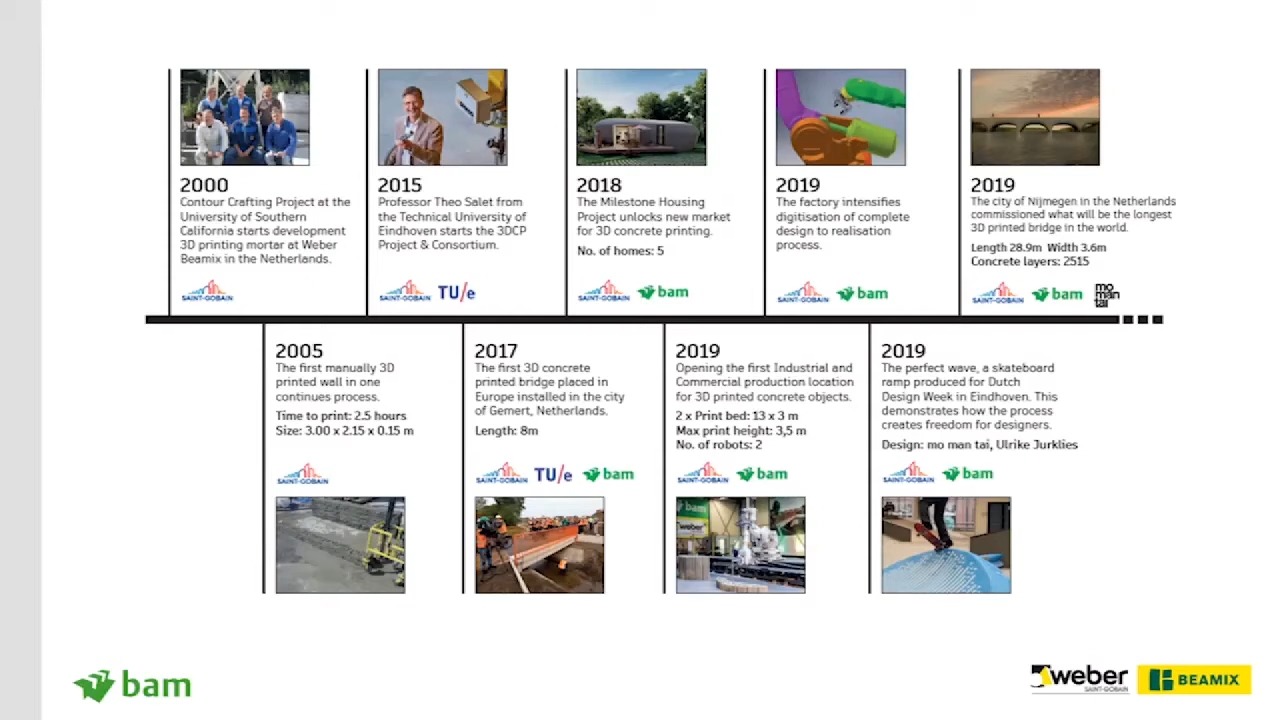 2000
Contour Crafting Project at the
University of Southern
California starts development
3D printing mortar at Weber
Beamix in the Netherlands.
SAINT-GOBAIN
2015
Professor Theo Salet from
the Technical University of
Eindhoven starts the 3DCP
Project & Consortium.
SAINT-GOBAIN TU/e
2018
The Milestone Housing
Project unlocks new market
for 3D concrete printing.
No. of homes: 5
SAINT-GOBAIN bam
2019
The factory intensifies
digitisation of complete
design to realisation
process.
SAINT-GOBAIN bam
2019
The city of Nijmegen in the Netherlands
commissioned what will be the longest
3D printed bridge in the world.
Length 28.9m Width 3.6m
Concrete layers: 2515
SAINT-GOBAIN bam mo
man
tai
2005
The first manually 3D
printed wall in one
continues process.
Time to print: 2.5 hours
Size: 3.00 x 2.15 x 0.15 m
SAINT-GOBAIN
2017
The first 3D concrete
printed bridge placed in
Europe installed in the city
of Gemert, Netherlands.
Length: 8m
SAINT-GOBAIN TU/e bam
2019
Opening the first Industrial and
Commercial production location
for 3D printed concrete objects.
2 x Print bed: 13 x 3 m
Max print height: 3,5 m
No. of robots: 2
SAINT-GOBAIN bam
bam
weber
2019
The perfect wave, a skateboard
ramp produced for Dutch
Design Week in Eindhoven. This
demonstrates how the process
creates freedom for designers.
Design: mo man tai, Ulrike Jurklies
SAINT-GOBAIN bam
bam
weber
SAINT-GOBAIN
BEAMIX